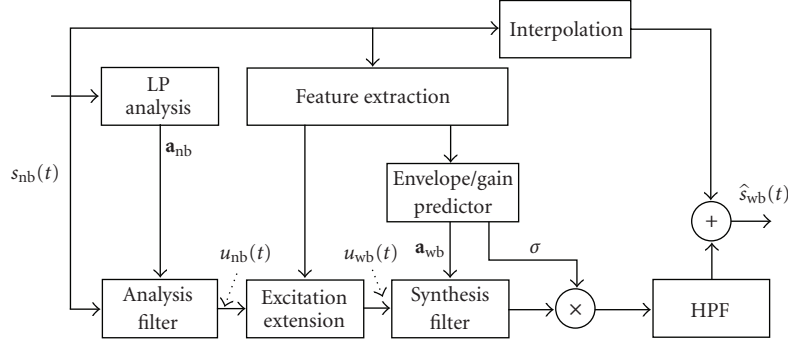 Interpolation
LP
analysis
Feature extraction
a_nb
s_nb(t)
Envelope/gain
predictor
ŝ_wb(t)
+
u_nb(t)
u_wb(t)
a_wb
σ
Analysis
filter
Excitation
extension
Synthesis
filter
×
HPF